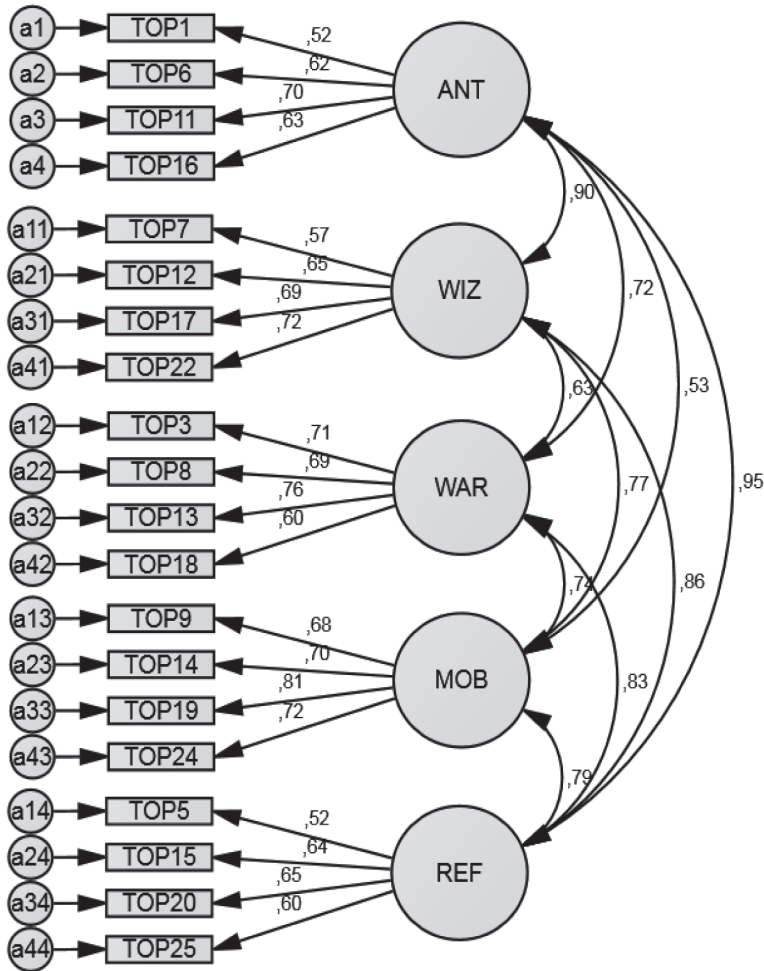 a1 TOP1 ,52
a2 TOP6 ,62
a3 TOP11 ,70
a4 TOP16 ,63
ANT
a11 TOP7 ,57
a21 TOP12 ,65
a31 TOP17 ,69
a41 TOP22 ,72
WIZ
a12 TOP3 ,71
a22 TOP8 ,69
a32 TOP13 ,76
a42 TOP18 ,60
WAR
a13 TOP9 ,68
a23 TOP14 ,70
a33 TOP19 ,81
a43 TOP24 ,72
MOB
a14 TOP5 ,52
a24 TOP15 ,64
a34 TOP20 ,65
a44 TOP25 ,60
REF
,90
,72
,63
,53
,77
,95
,74
,86
,83
,79